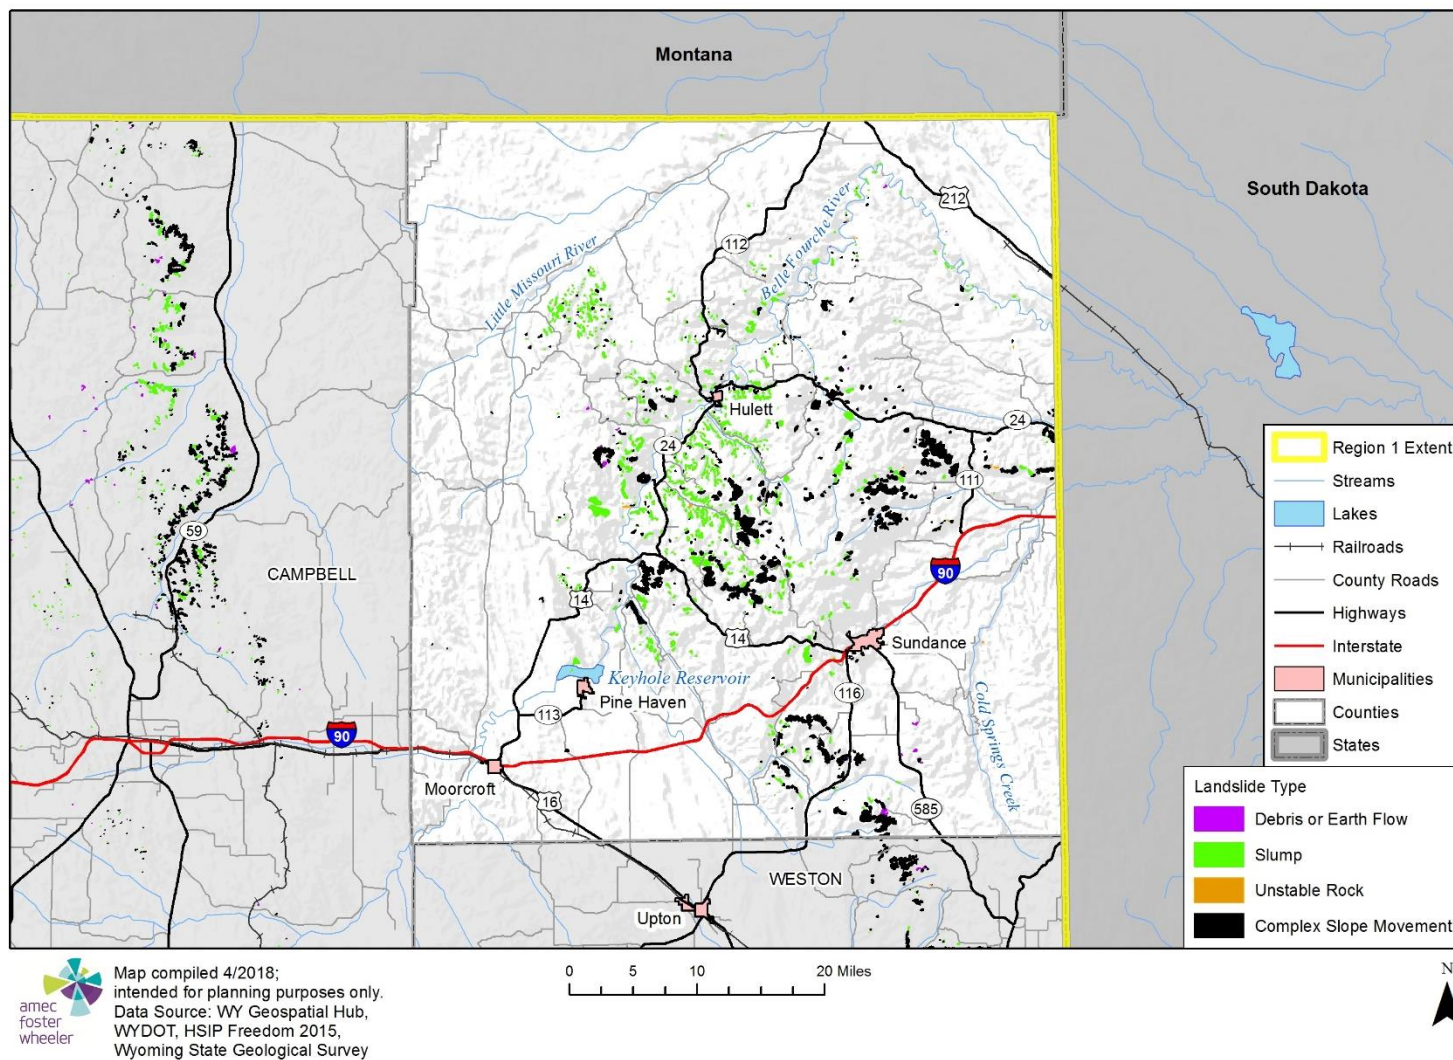 Montana
South Dakota
212
112
Little Missouri River
Belle Fourche River
Hulett
24
24
111
59
CAMPBELL
90
14
14
Sundance
Keyhole Reservoir
Pine Haven
116
113
90
Moorcroft
16
Cold Springs Creek
585
WESTON
Upton
Region 1 Extent
Streams
Lakes
Railroads
County Roads
Highways
Interstate
Municipalities
Counties
States
Landslide Type
Debris or Earth Flow
Slump
Unstable Rock
Complex Slope Movement
amec
foster
wheeler
Map compiled 4/2018;
intended for planning purposes only.
Data Source: WY Geospatial Hub,
WYDOT, HSIP Freedom 2015,
Wyoming State Geological Survey
0 5 10 20 Miles
N